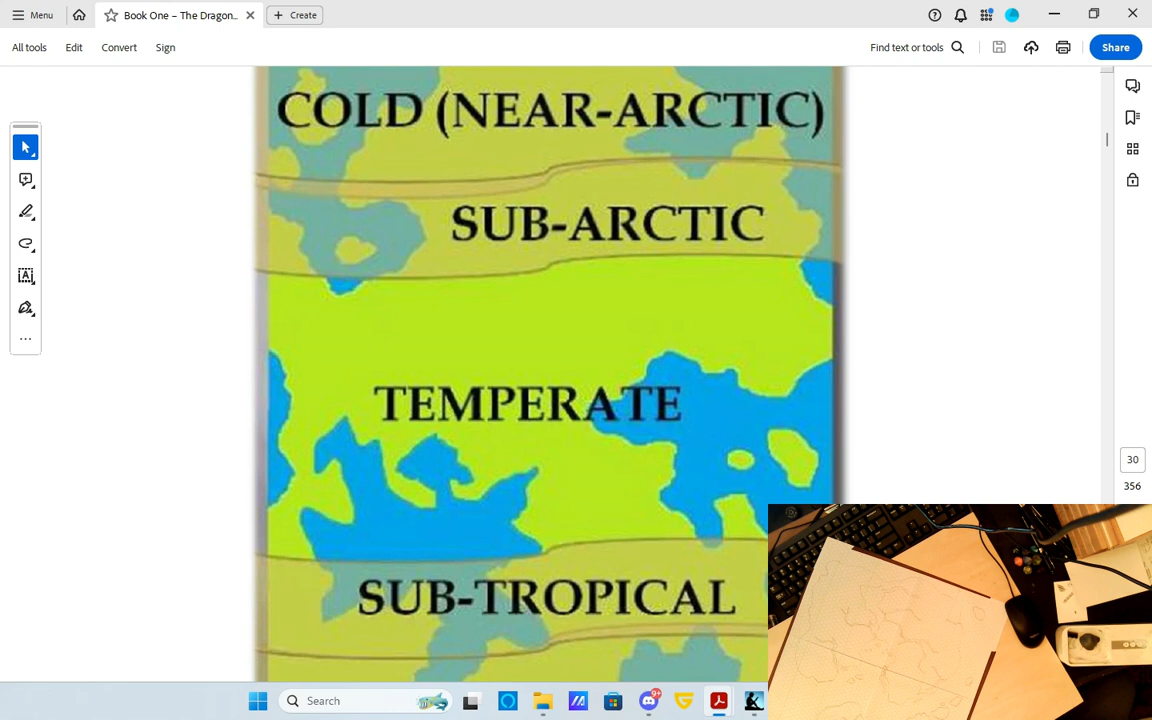 Menu
Book One – The Dragon...
Create
All tools
Edit
Convert
Sign
Find text or tools
Share
COLD (NEAR-ARCTIC)
SUB-ARCTIC
TEMPERATE
30
356
SUB-TROPICAL
Search
9+